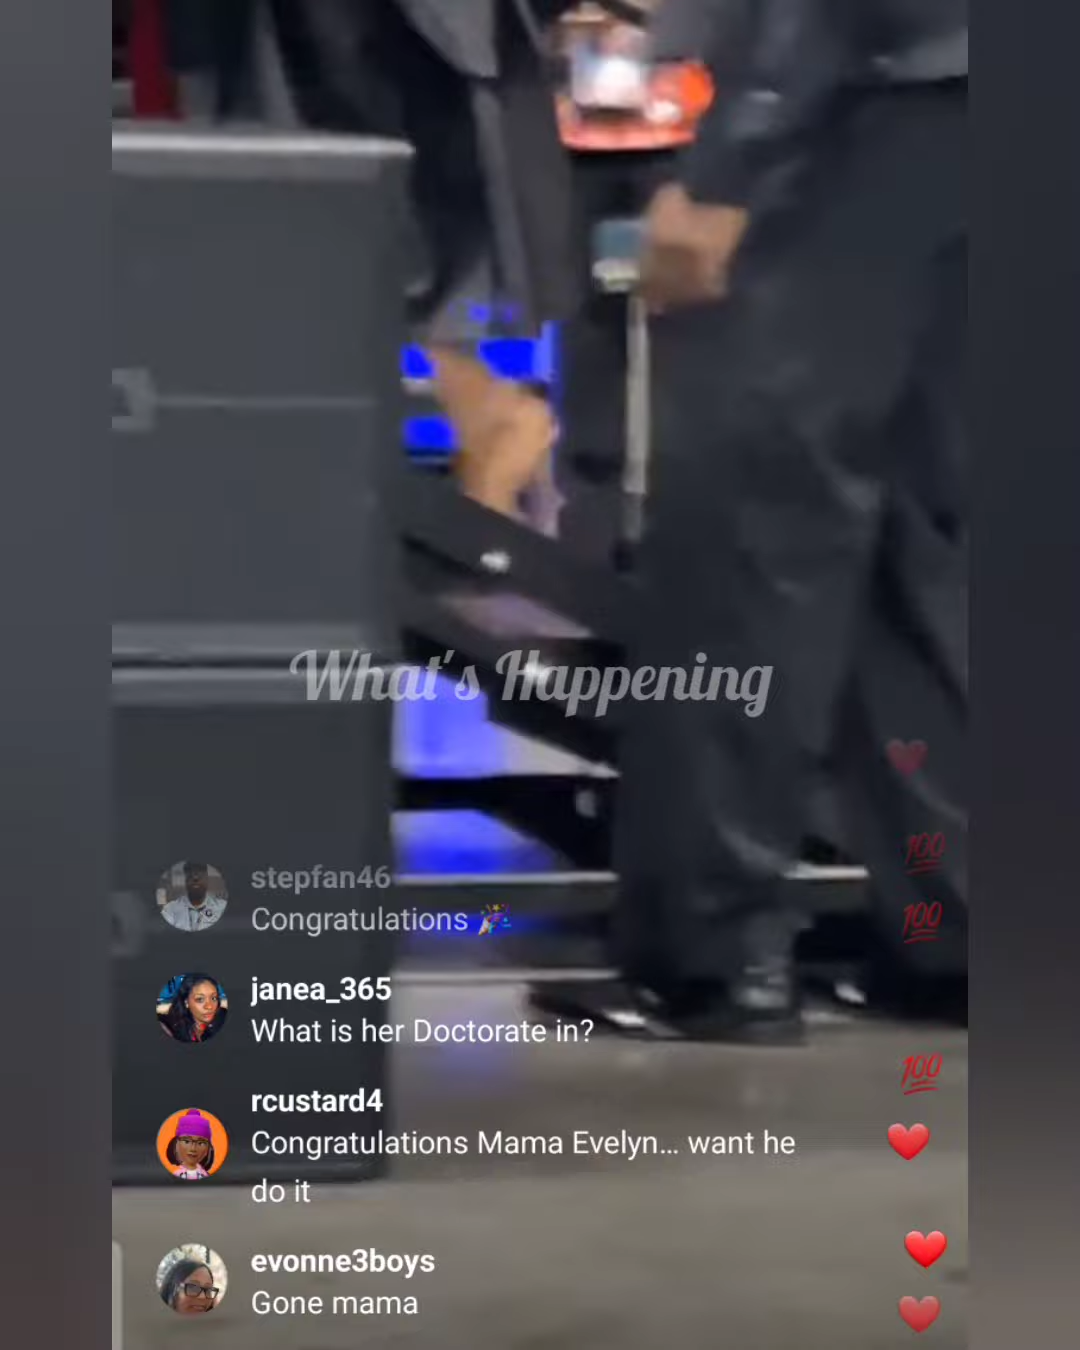 What's Happening
stepfan46
Congratulations 🎉
janea_365
What is her Doctorate in?
rcustard4
Congratulations Mama Evelyn... want he
do it
evonne3boys
Gone mama
💯
💯
💯